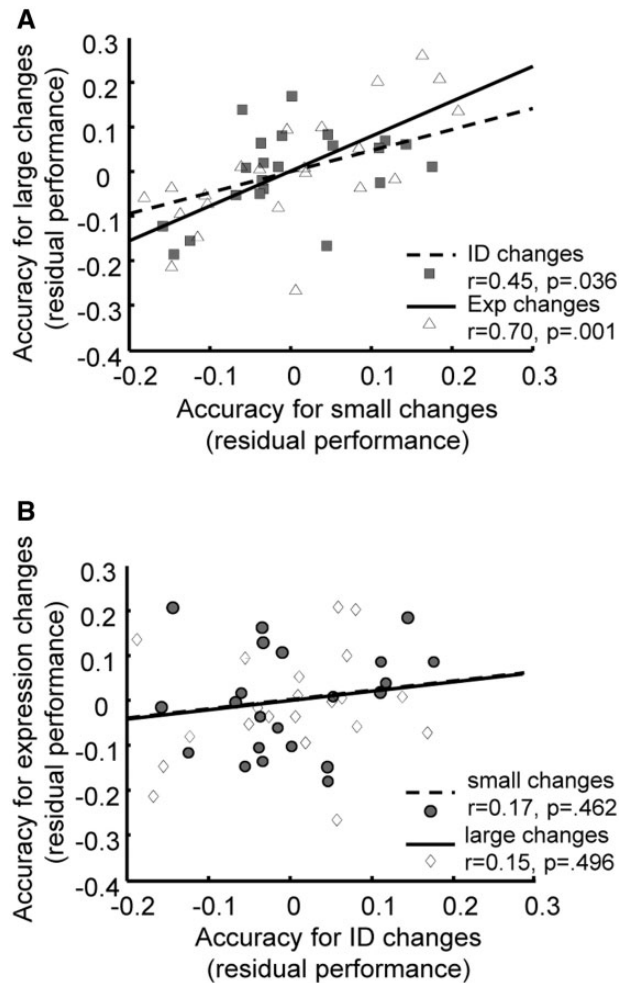 A
Accuracy for large changes
(residual performance)
0.3
0.2
0.1
0
-0.1
-0.2
-0.3
-0.4
-0.2
-0.1
0
0.1
0.2
0.3
ID changes
r=0.45, p=.036
Exp changes
r=0.70, p=.001
Accuracy for small changes
(residual performance)
B
Accuracy for expression changes
(residual performance)
0.3
0.2
0.1
0
-0.1
-0.2
-0.3
-0.4
-0.2
-0.1
0
0.1
0.2
0.3
small changes
r=0.17, p=.462
large changes
r=0.15, p=.496
Accuracy for ID changes
(residual performance)